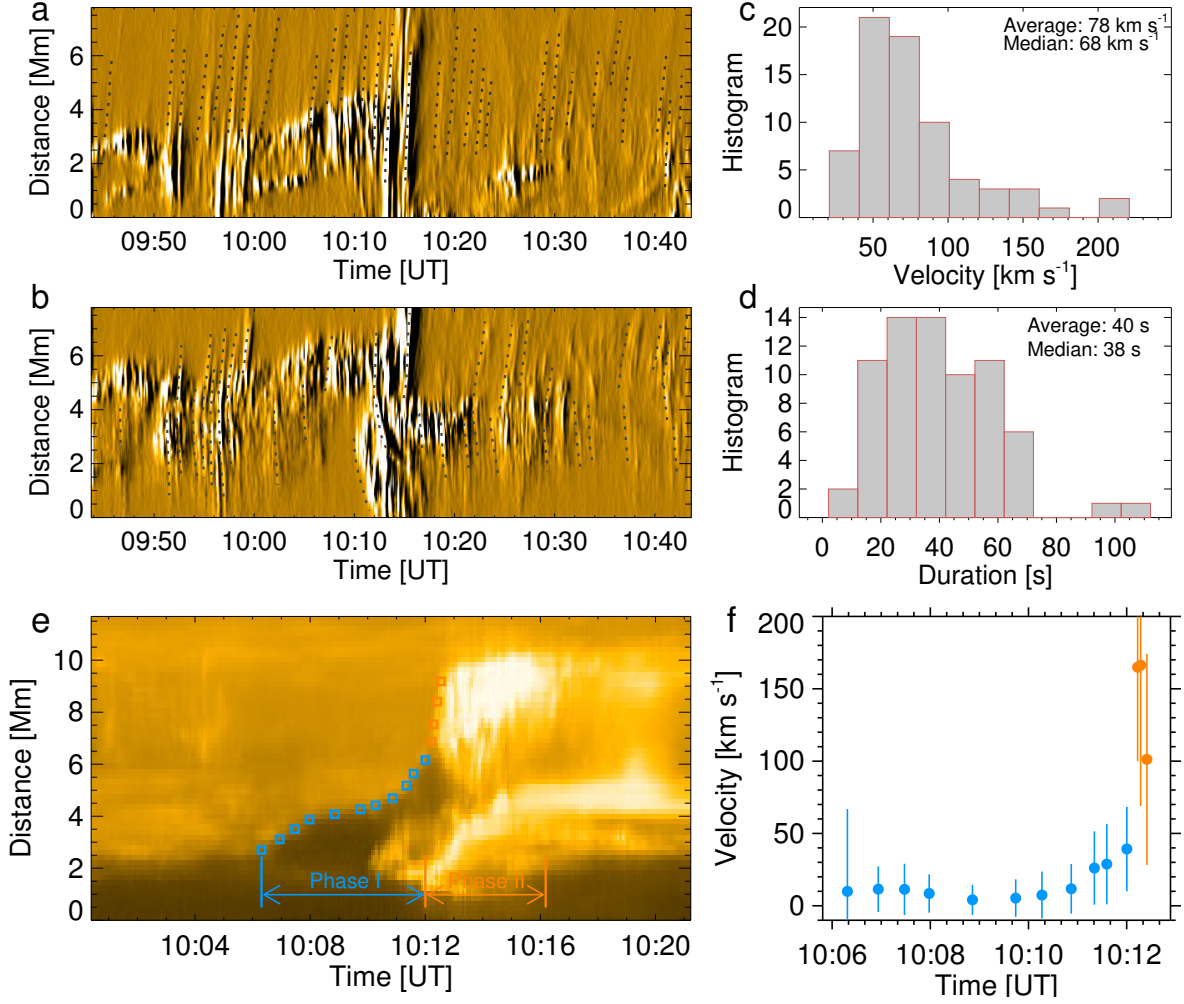 a
Distance [Mm]
6
4
2
0
09:50 10:00 10:10 10:20 10:30 10:40
Time [UT]
c
Average: 78 km s⁻¹
Median: 68 km s⁻¹
Histogram
20
15
10
5
0
50 100 150 200
Velocity [km s⁻¹]
b
Distance [Mm]
6
4
2
0
09:50 10:00 10:10 10:20 10:30 10:40
Time [UT]
d
Average: 40 s
Median: 38 s
Histogram
14
12
10
8
6
4
2
0
0 20 40 60 80 100
Duration [s]
e
Distance [Mm]
10
8
6
4
2
0
Phase I
Phase II
10:04 10:08 10:12 10:16 10:20
Time [UT]
f
Velocity [km s⁻¹]
200
150
100
50
0
10:06 10:08 10:10 10:12
Time [UT]